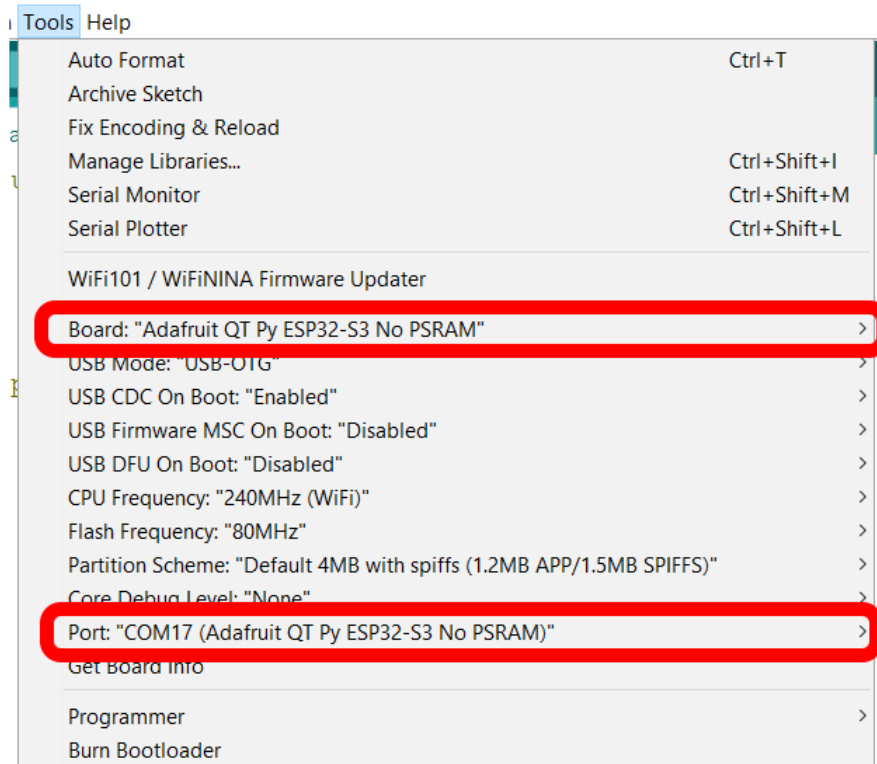 Tools Help
Auto Format Ctrl+T
Archive Sketch
Fix Encoding & Reload
Manage Libraries... Ctrl+Shift+I
Serial Monitor Ctrl+Shift+M
Serial Plotter Ctrl+Shift+L
WiFi101 / WiFiNINA Firmware Updater
Board: "Adafruit QT Py ESP32-S3 No PSRAM"
USB Mode: "USB-OTG"
USB CDC On Boot: "Enabled"
USB Firmware MSC On Boot: "Disabled"
USB DFU On Boot: "Disabled"
CPU Frequency: "240MHz (WiFi)"
Flash Frequency: "80MHz"
Partition Scheme: "Default 4MB with spiffs (1.2MB APP/1.5MB SPIFFS)"
Core Debug Level: "None"
Port: "COM17 (Adafruit QT Py ESP32-S3 No PSRAM)"
Get Board Info
Programmer
Burn Bootloader